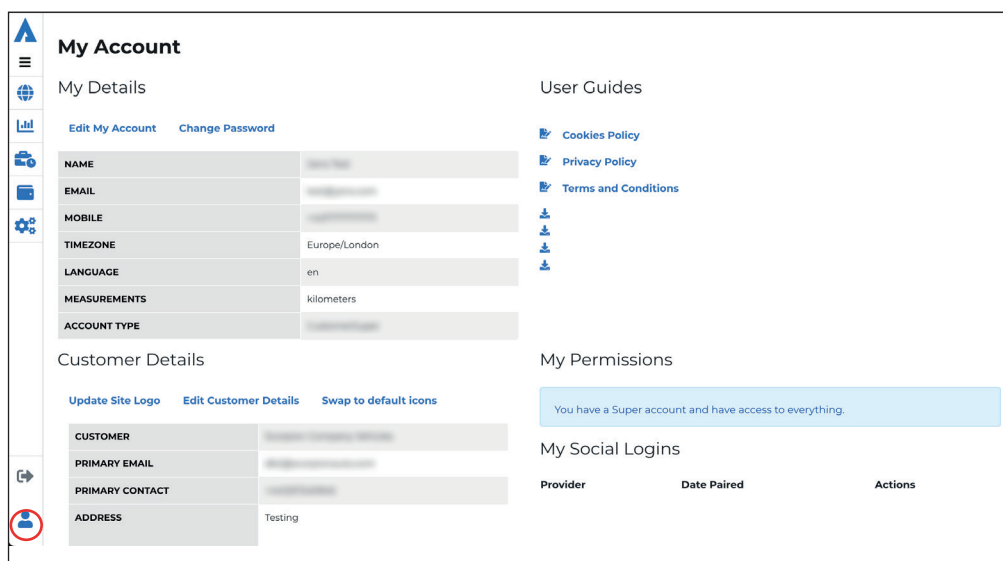 My Account
My Details
Edit My Account Change Password
NAME
EMAIL
MOBILE
TIMEZONE Europe/London
LANGUAGE en
MEASUREMENTS kilometers
ACCOUNT TYPE
User Guides
Cookies Policy
Privacy Policy
Terms and Conditions
Customer Details
Update Site Logo Edit Customer Details Swap to default icons
CUSTOMER
PRIMARY EMAIL
PRIMARY CONTACT
ADDRESS Testing
My Permissions
You have a Super account and have access to everything.
My Social Logins
Provider Date Paired Actions